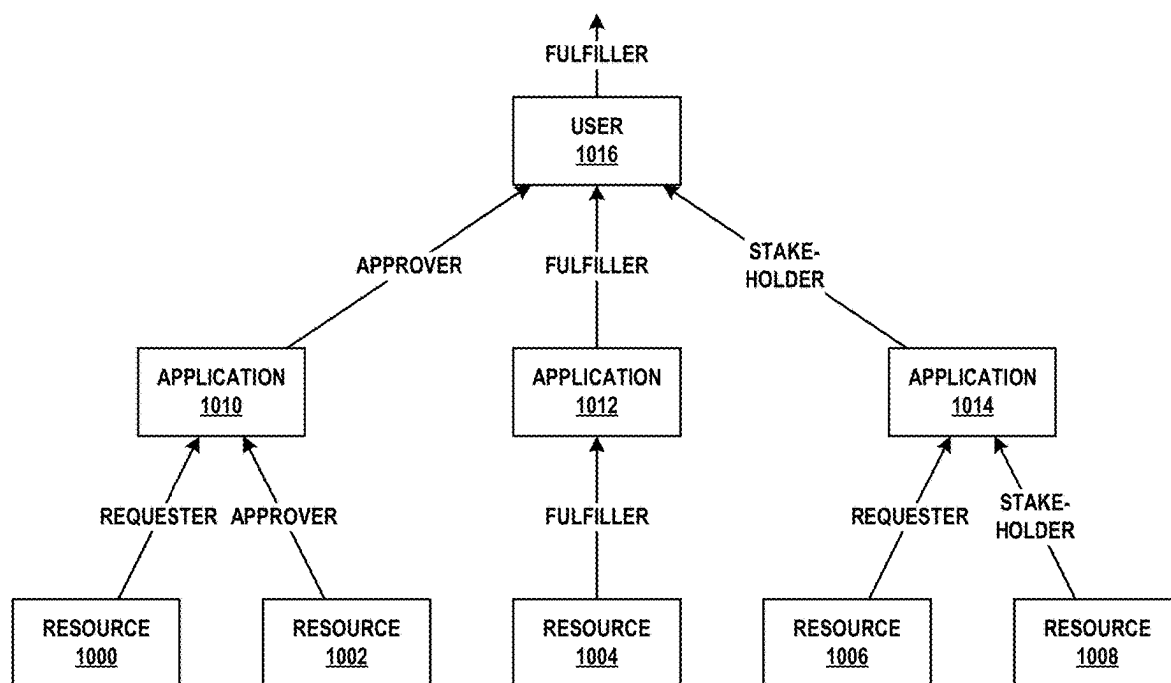 FULFILLER
USER
1016
APPROVER
FULFILLER
STAKE-
HOLDER
APPLICATION
1010
APPLICATION
1012
APPLICATION
1014
REQUESTER
APPROVER
FULFILLER
REQUESTER
STAKE-
HOLDER
RESOURCE
1000
RESOURCE
1002
RESOURCE
1004
RESOURCE
1006
RESOURCE
1008